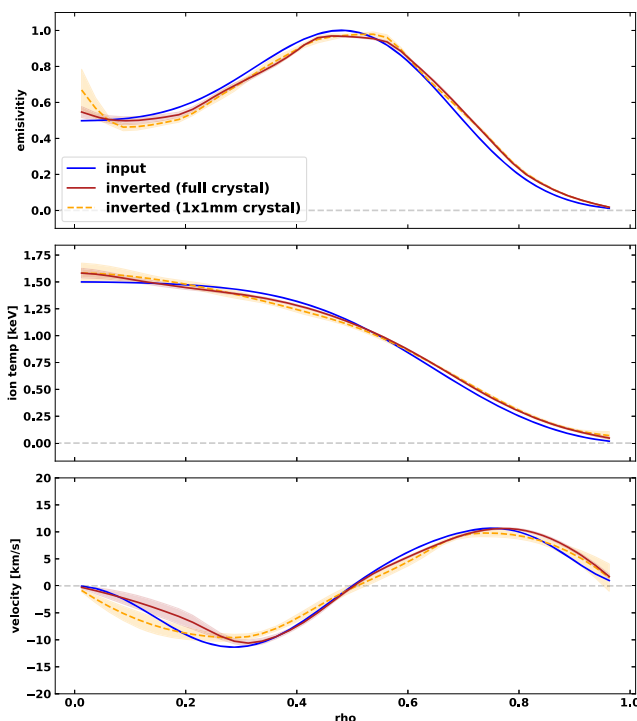 1.0
0.8
0.6
0.4
0.2
0.0
emisivitiy
input
inverted (full crystal)
inverted (1x1mm crystal)
1.75
1.50
1.25
1.00
0.75
0.50
0.25
0.00
ion temp [keV]
20
15
10
5
0
−5
−10
−15
−20
velocity [km/s]
0.0 0.2 0.4 0.6 0.8 1.0
rho